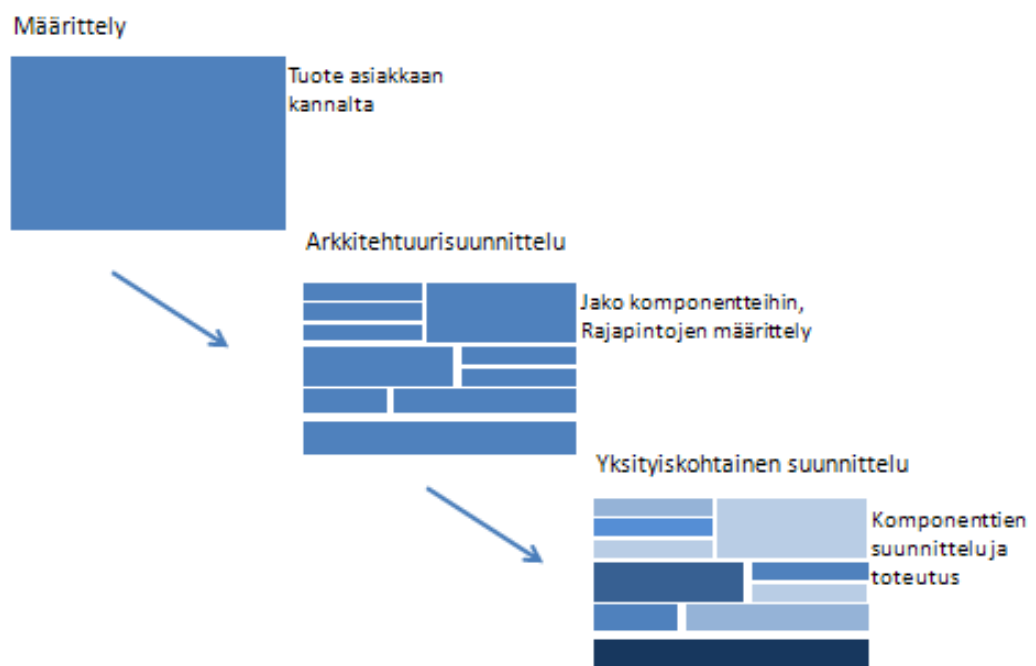 Määrittely
Tuote asiakkaan
kannalta
Arkkitehtuurisuunnittelu
Jako komponentteihin,
Rajapintojen määrittely
Yksityiskohtainen suunnittelu
Komponenttien
suunnittelu ja
toteutus